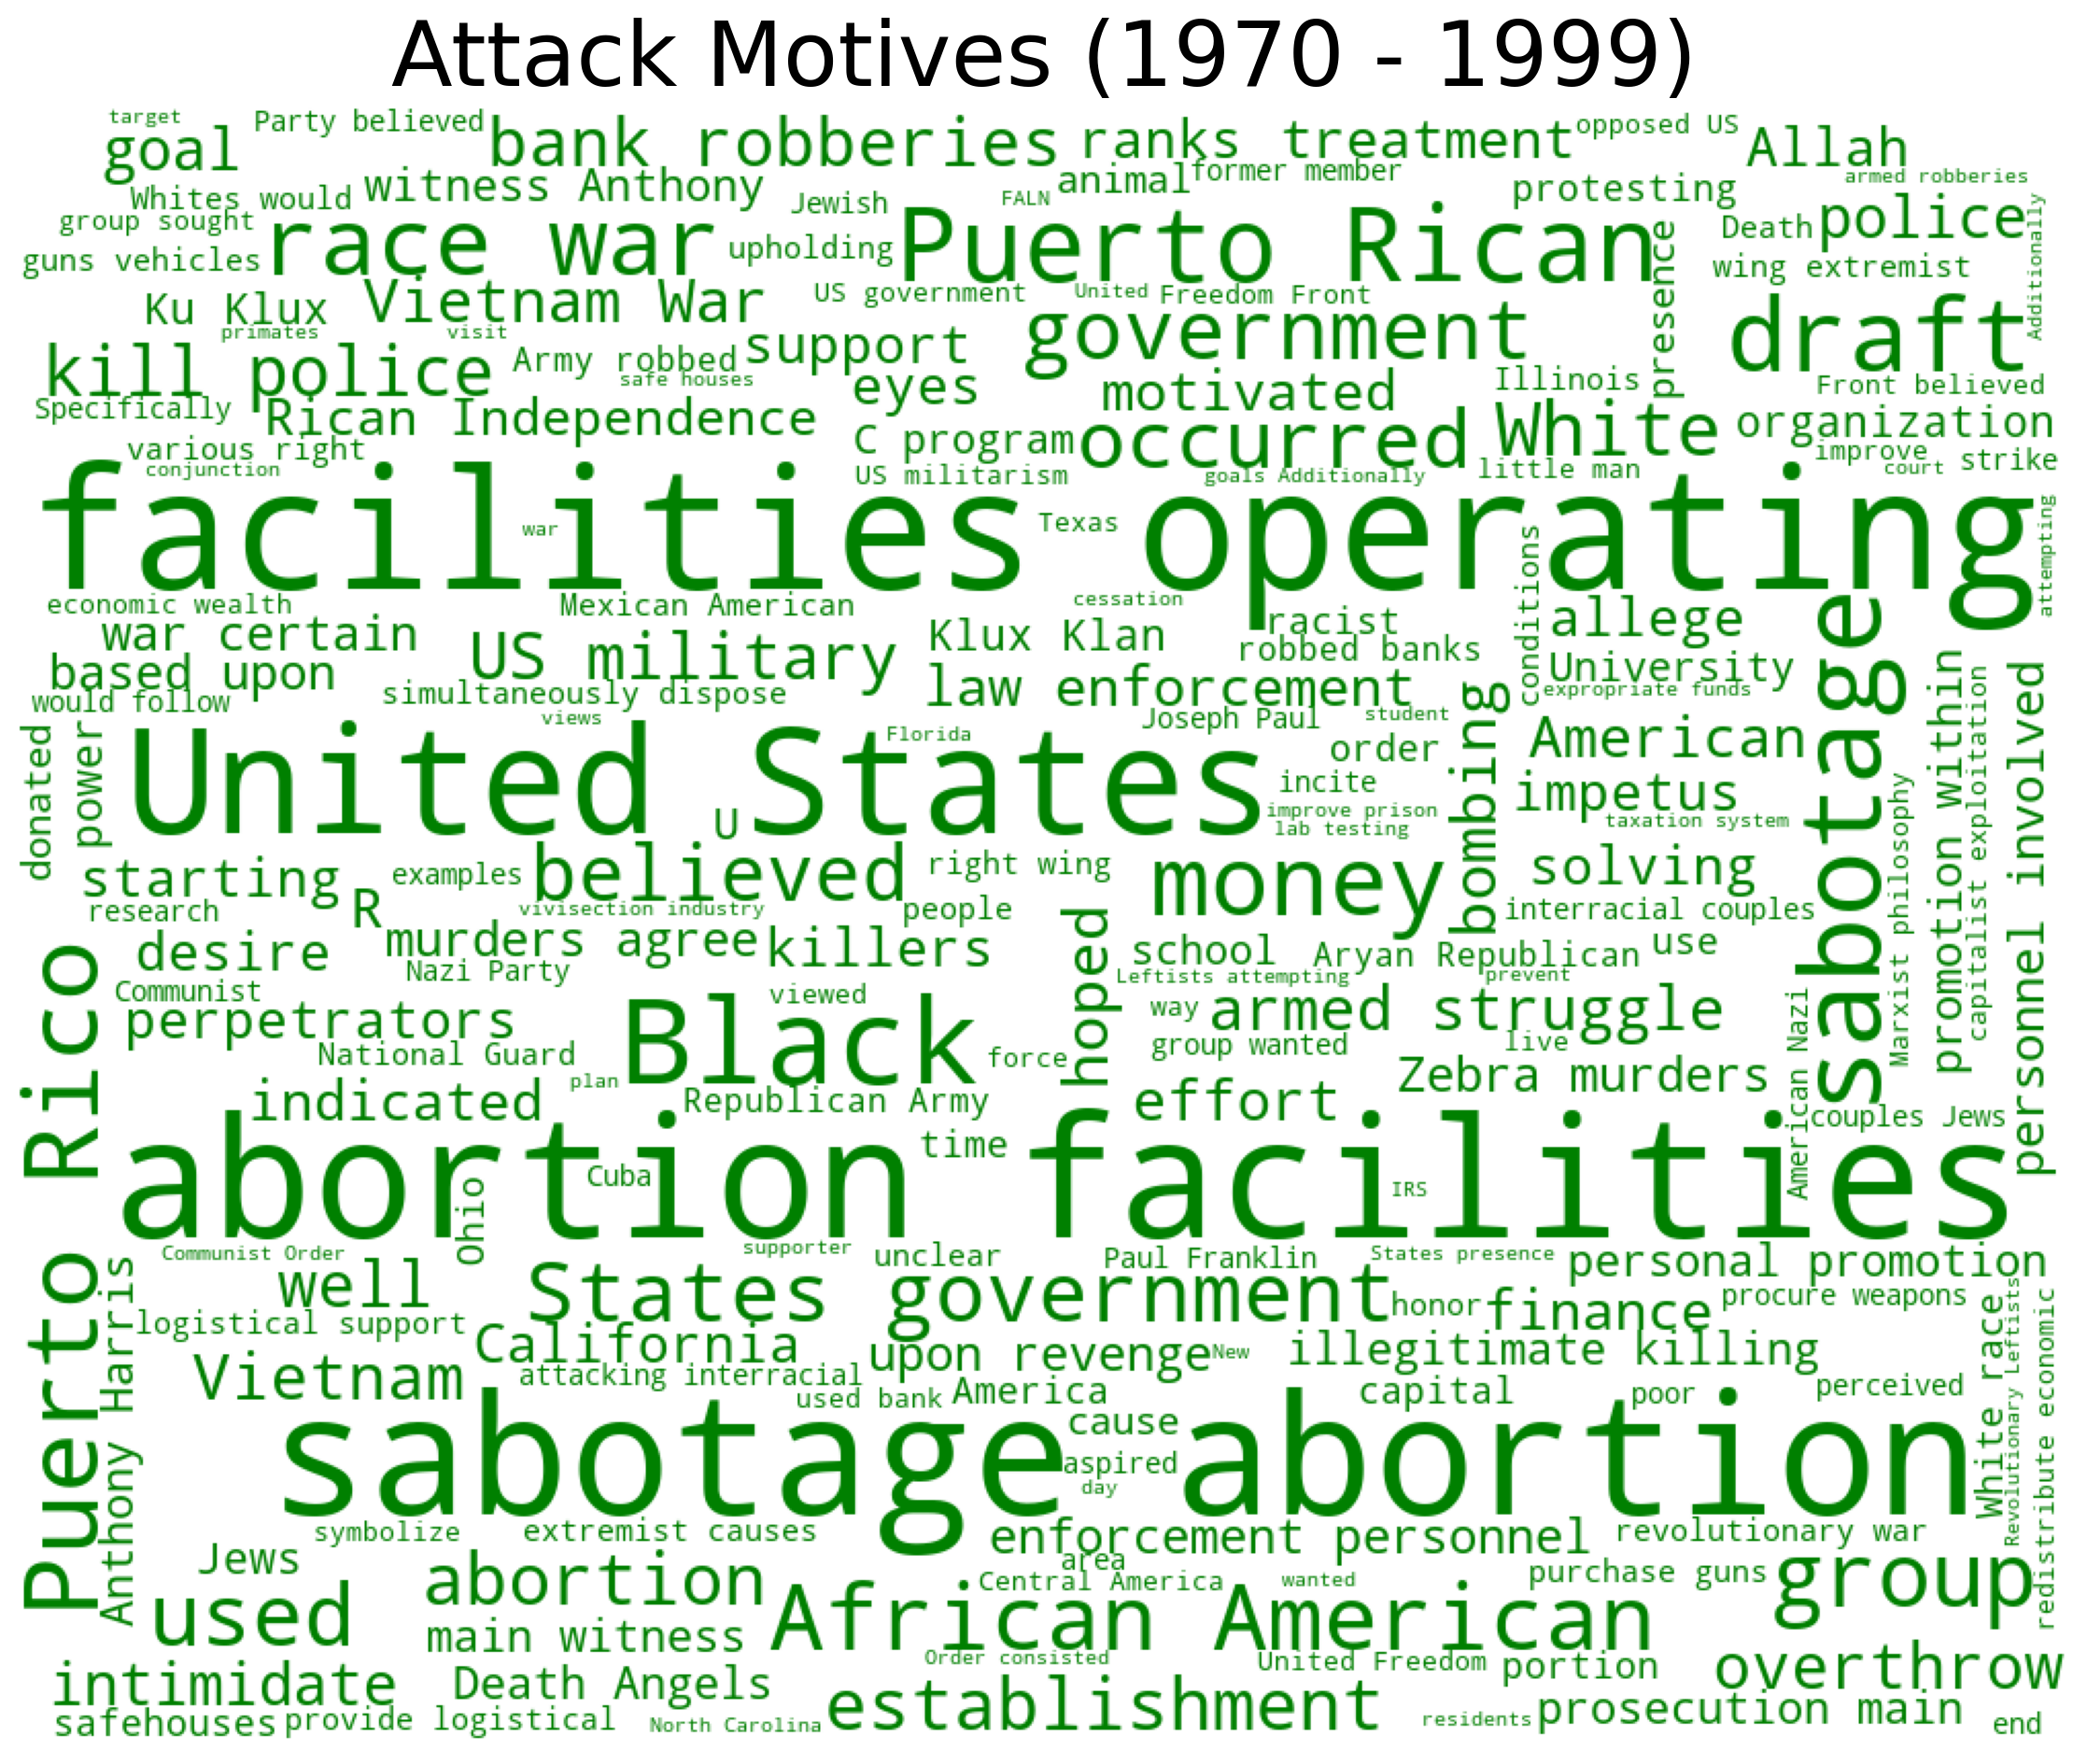 Attack Motives (1970 - 1999)
target
Party believed
goal
bank robberies
ranks treatment
opposed US
Allah
Whites would
witness Anthony
animal
former member
armed robberies
protesting
group sought
Jewish
FALN
Death
police
Additionally
guns vehicles
race war
upholding
Puerto Rican
presence
wing extremist
Ku Klux
Vietnam War
US government
United
Freedom Front
draft
primates
visit
support
government
kill police
Army robbed
safe houses
eyes
motivated
Illinois
Front believed
Specifically
Rican Independence
C program
occurred
White
organization
various right
conjunction
US militarism
goals Additionally
little man
improve
court
strike
facilities operating
war
Texas
conditions
attempting
economic wealth
Mexican American
cessation
racist
allege
sabotage
war certain
US military
Klux Klan
robbed banks
based upon
University
would follow
simultaneously dispose
law enforcement
expropriate funds
promotion within
capitalist exploitation
personnel involved
donated
power
United States
views
Florida
Joseph Paul
student
order
bombing
American
incite
impetus
U
improve prison
lab testing
taxation system
Marxist philosophy
starting
examples
believed
right wing
money
solving
research
R
vivisection industry
people
hoped
interracial couples
desire
murders agree
killers
school
Aryan Republican
use
Nazi Party
Leftists attempting
prevent
Puerto Rico
Communist
viewed
way
armed struggle
American Nazi
perpetrators
Black
National Guard
force
group wanted
live
plan
Zebra murders
indicated
Republican Army
effort
couples Jews
abortion facilities
time
Cuba
IRS
Ohio
Communist Order
supporter
unclear
Paul Franklin
States presence
personal promotion
Anthony Harris
well
States government
honor
finance
procure weapons
logistical support
California
upon revenge
New
illegitimate killing
White race
Revolutionary Leftists
redistribute economic
Vietnam
attacking interracial
used bank
America
capital
poor
perceived
sabotage abortion
cause
aspired
day
symbolize
extremist causes
enforcement personnel
revolutionary war
Jews
area
abortion
Central America
wanted
purchase guns
group
used
African American
main witness
Order consisted
United Freedom
portion
overthrow
intimidate
Death Angels
establishment
safehouses
provide logistical
North Carolina
residents
prosecution main
end